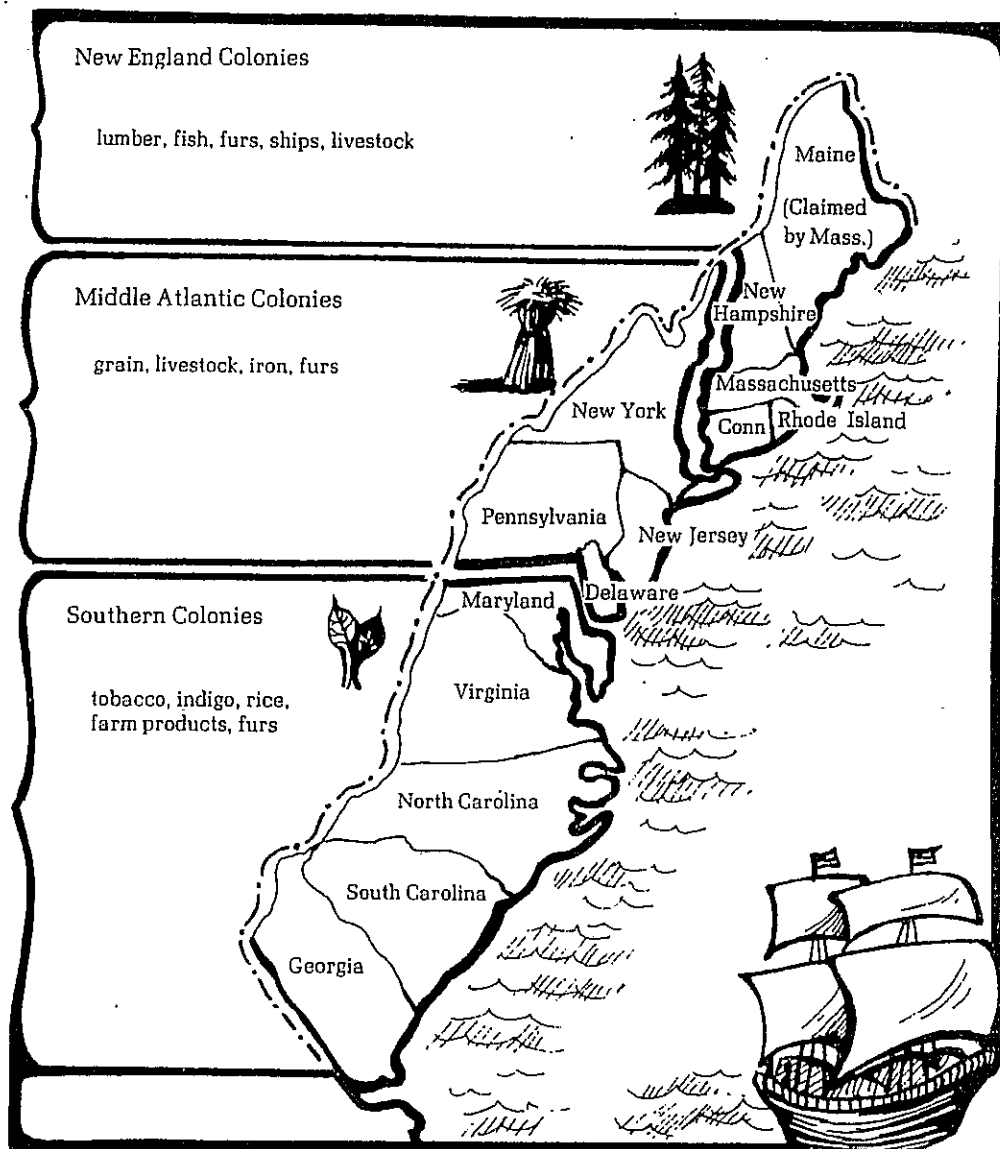 New England Colonies
lumber, fish, furs, ships, livestock
Maine
(Claimed
by Mass.)
Middle Atlantic Colonies
grain, livestock, iron, furs
New
Hampshire
Massachusetts
New York
Conn
Rhode Island
Pennsylvania
New Jersey
Southern Colonies
tobacco, indigo, rice,
farm products, furs
Maryland
Delaware
Virginia
North Carolina
South Carolina
Georgia